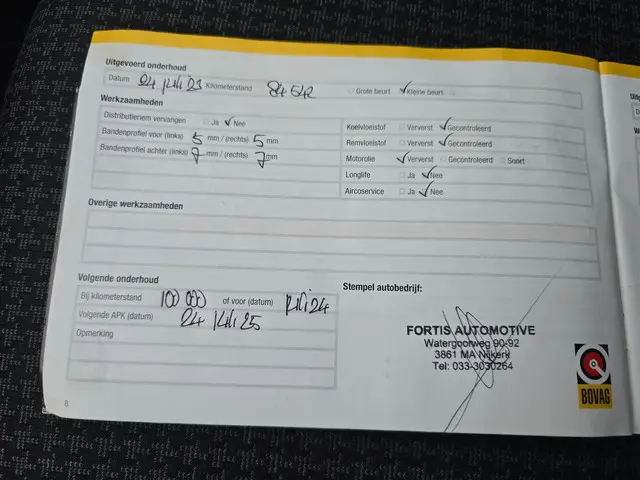 Uitgevoerd onderhoud
Datum 24 Juli 23 Kilometerstand 84542 Grote beurt Kleine beurt
Werkzaamheden
Distributieriem vervangen Ja Nee
Bandenprofiel voor (links) 5 mm / (rechts) 5 mm
Bandenprofiel achter (links) 7 mm / (rechts) 7 mm
Koelvloeistof Ververst Gecontroleerd
Remvloeistof Ververst Gecontroleerd
Motorolie Ververst Gecontroleerd Soort
Longlife Ja Nee
Aircoservice Ja Nee
Overige werkzaamheden
Volgende onderhoud
Bij kilometerstand 100 000 of voor (datum) Juli 24
Volgende APK (datum) 24 Juli 25
Opmerking
Stempel autobedrijf:
FORTIS AUTOMOTIVE
Watergoorweg 90-92
3861 MA Nijkerk
Tel: 033-3030264
BOVAG
8